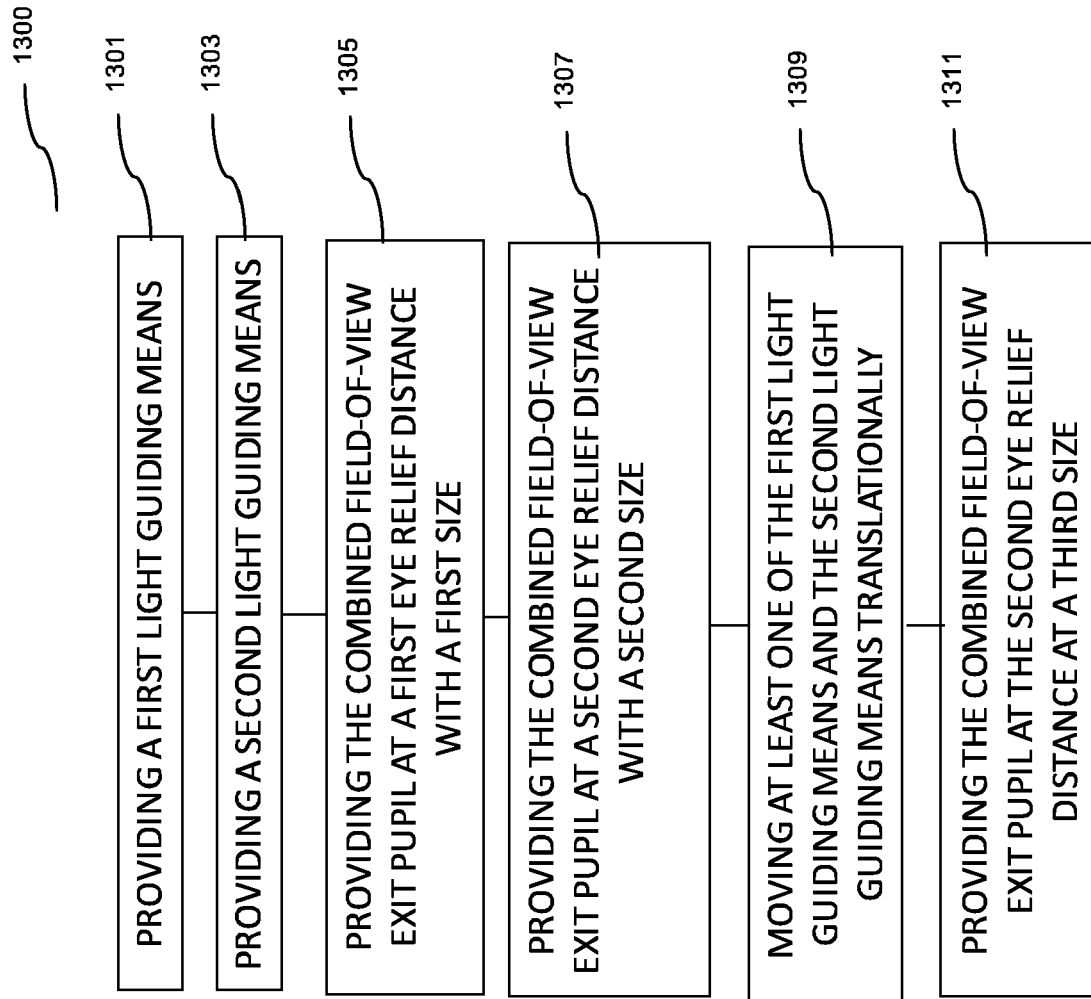 1300
PROVIDING A FIRST LIGHT GUIDING MEANS
1301
PROVIDING A SECOND LIGHT GUIDING MEANS
1303
PROVIDING THE COMBINED FIELD-OF-VIEW
EXIT PUPIL AT A FIRST EYE RELIEF DISTANCE
WITH A FIRST SIZE
1305
PROVIDING THE COMBINED FIELD-OF-VIEW
EXIT PUPIL AT A SECOND EYE RELIEF DISTANCE
WITH A SECOND SIZE
1307
MOVING AT LEAST ONE OF THE FIRST LIGHT
GUIDING MEANS AND THE SECOND LIGHT
GUIDING MEANS TRANSLATIONALLY
1309
PROVIDING THE COMBINED FIELD-OF-VIEW
EXIT PUPIL AT THE SECOND EYE RELIEF
DISTANCE AT A THIRD SIZE
1311